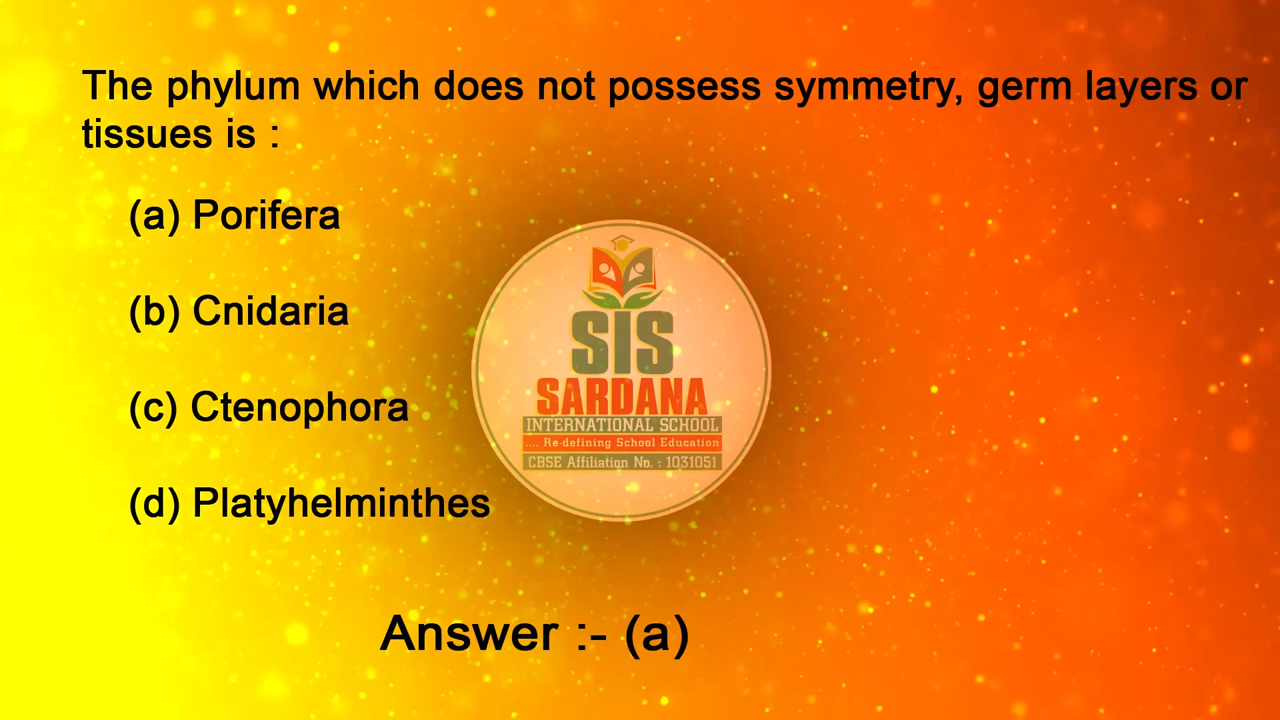 The phylum which does not possess symmetry, germ layers or
tissues is :
(a) Porifera
(b) Cnidaria
(c) Ctenophora
(d) Platyhelminthes
SIS
SARDANA
INTERNATIONAL SCHOOL
.... Re-defining School Education
CBSE Affiliation No. : 1031051
Answer :- (a)